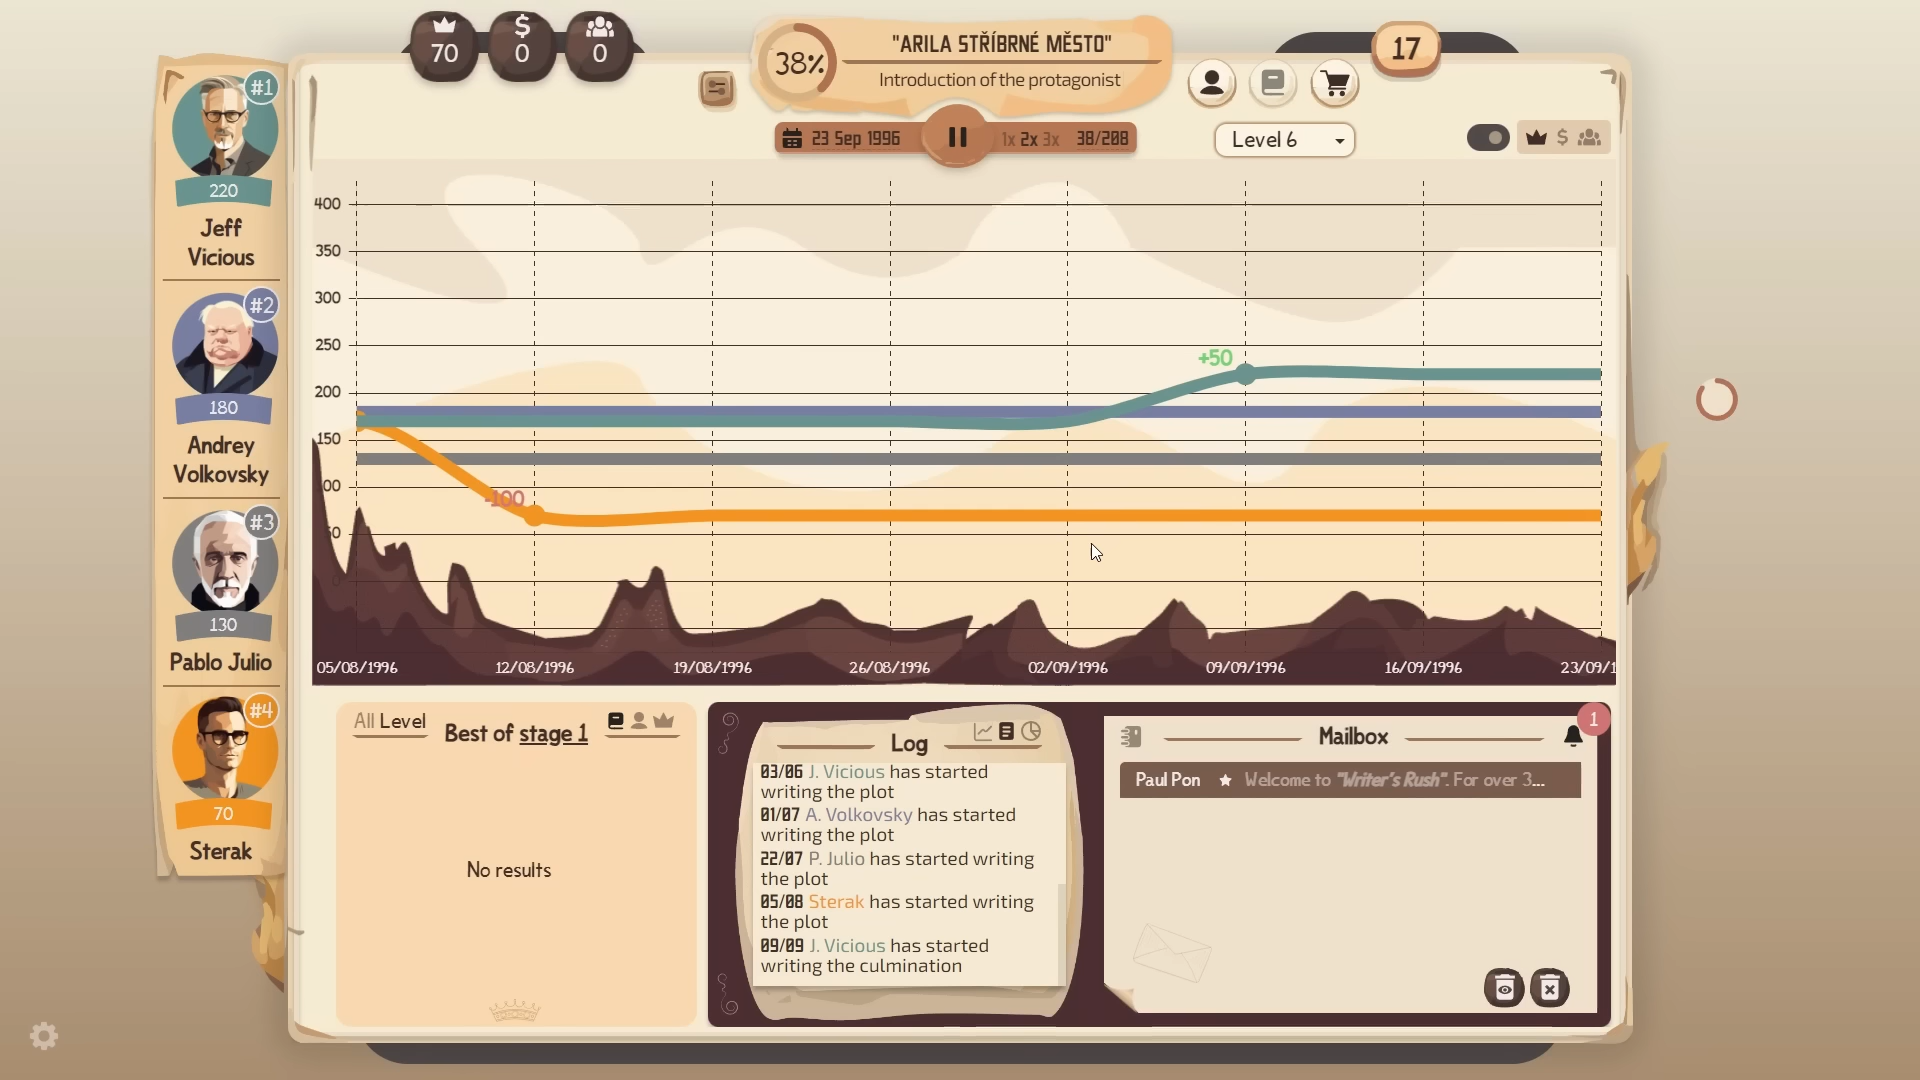 70
0
0
38%
"ARILA STŘÍBRNÉ MĚSTO"
Introduction of the protagonist
17
23 Sep 1996
1x 2x 3x
38/208
Level 6
$
#1
220
Jeff
Vicious
#2
180
Andrey
Volkovsky
#3
130
Pablo Julio
#4
70
Sterak
400
350
300
250
200
150
100
50
0
+50
-100
05/08/1996
12/08/1996
19/08/1996
26/08/1996
02/09/1996
09/09/1996
16/09/1996
23/09/1
All Level
Best of stage 1
No results
Log
03/06 J. Vicious has started
writing the plot
01/07 A. Volkovsky has started
writing the plot
22/07 P. Julio has started writing
the plot
05/08 Sterak has started writing
the plot
09/09 J. Vicious has started
writing the culmination
Mailbox
1
Paul Pon ★ Welcome to "Writer's Rush". For over 3...